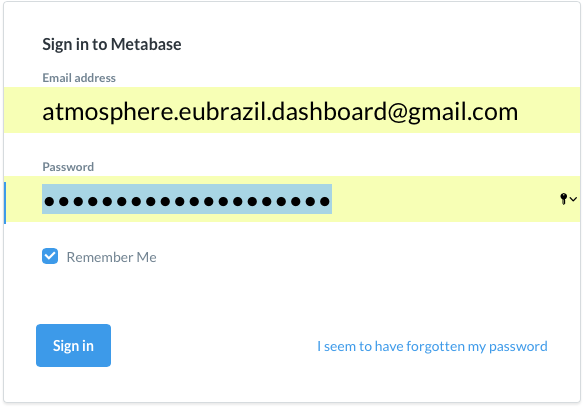 Sign in to Metabase
Email address
atmosphere.eubrazil.dashboard@gmail.com
Password
●●●●●●●●●●●●●●●●●●●●
Remember Me
Sign in
I seem to have forgotten my password